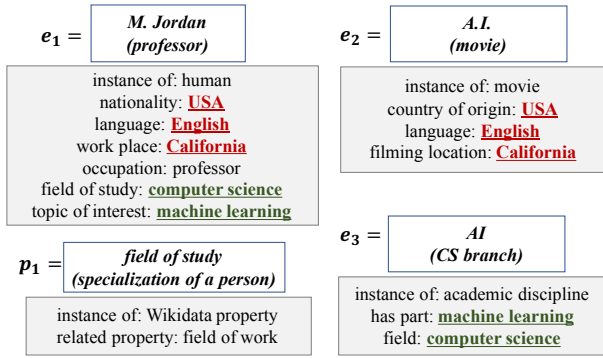 e1 = M. Jordan
(professor)
instance of: human
nationality: USA
language: English
work place: California
occupation: professor
field of study: computer science
topic of interest: machine learning
p1 = field of study
(specialization of a person)
instance of: Wikidata property
related property: field of work
e2 = A.I.
(movie)
instance of: movie
country of origin: USA
language: English
filming location: California
e3 = AI
(CS branch)
instance of: academic discipline
has part: machine learning
field: computer science